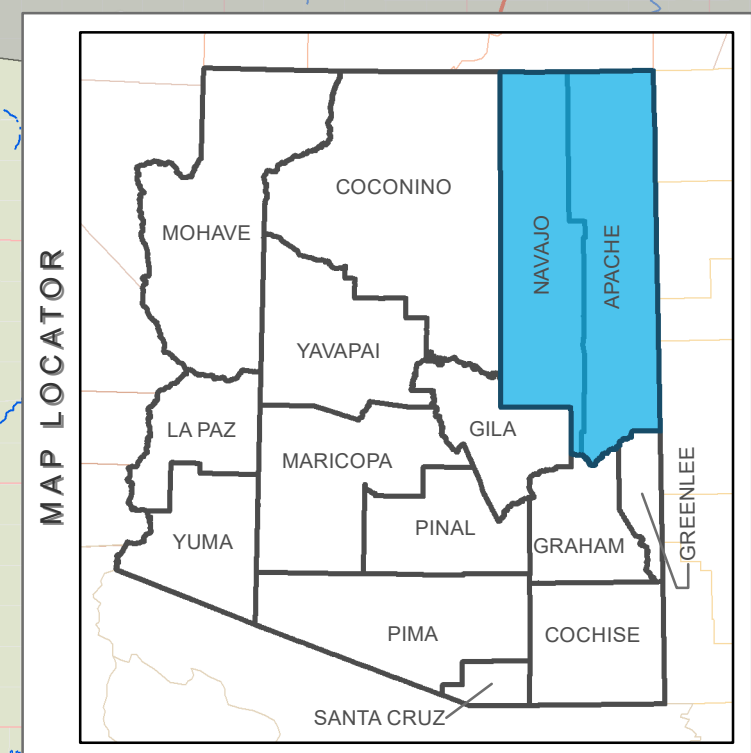 MAP LOCATOR
COCONINO
MOHAVE
NAVAJO
APACHE
YAVAPAI
LA PAZ
GILA
MARICOPA
PINAL
YUMA
GRAHAM
GREENLEE
PIMA
COCHISE
SANTA CRUZ